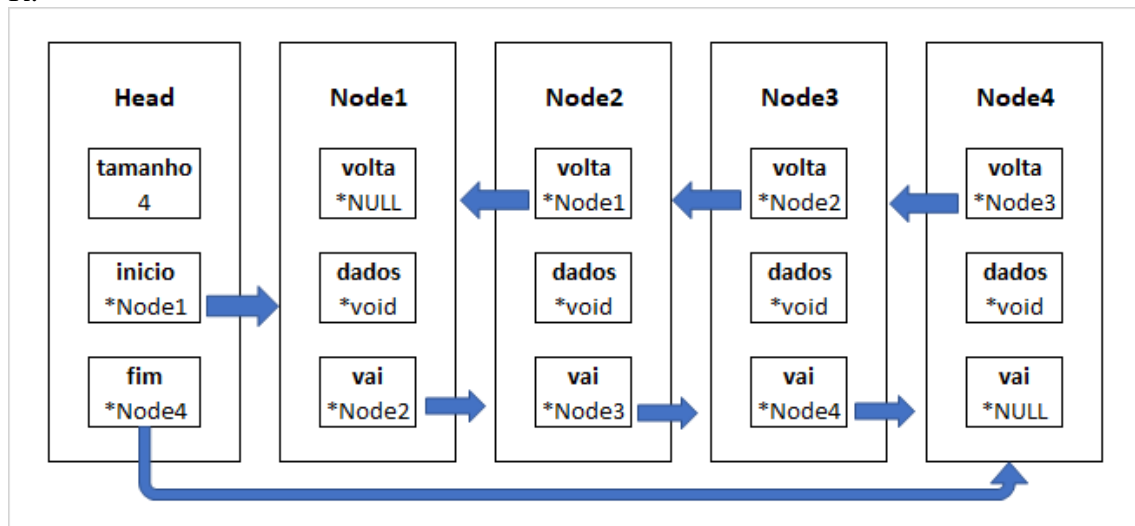 Head
tamanho
4
inicio
*Node1
fim
*Node4
Node1
volta
*NULL
dados
*void
vai
*Node2
Node2
volta
*Node1
dados
*void
vai
*Node3
Node3
volta
*Node2
dados
*void
vai
*Node4
Node4
volta
*Node3
dados
*void
vai
*NULL